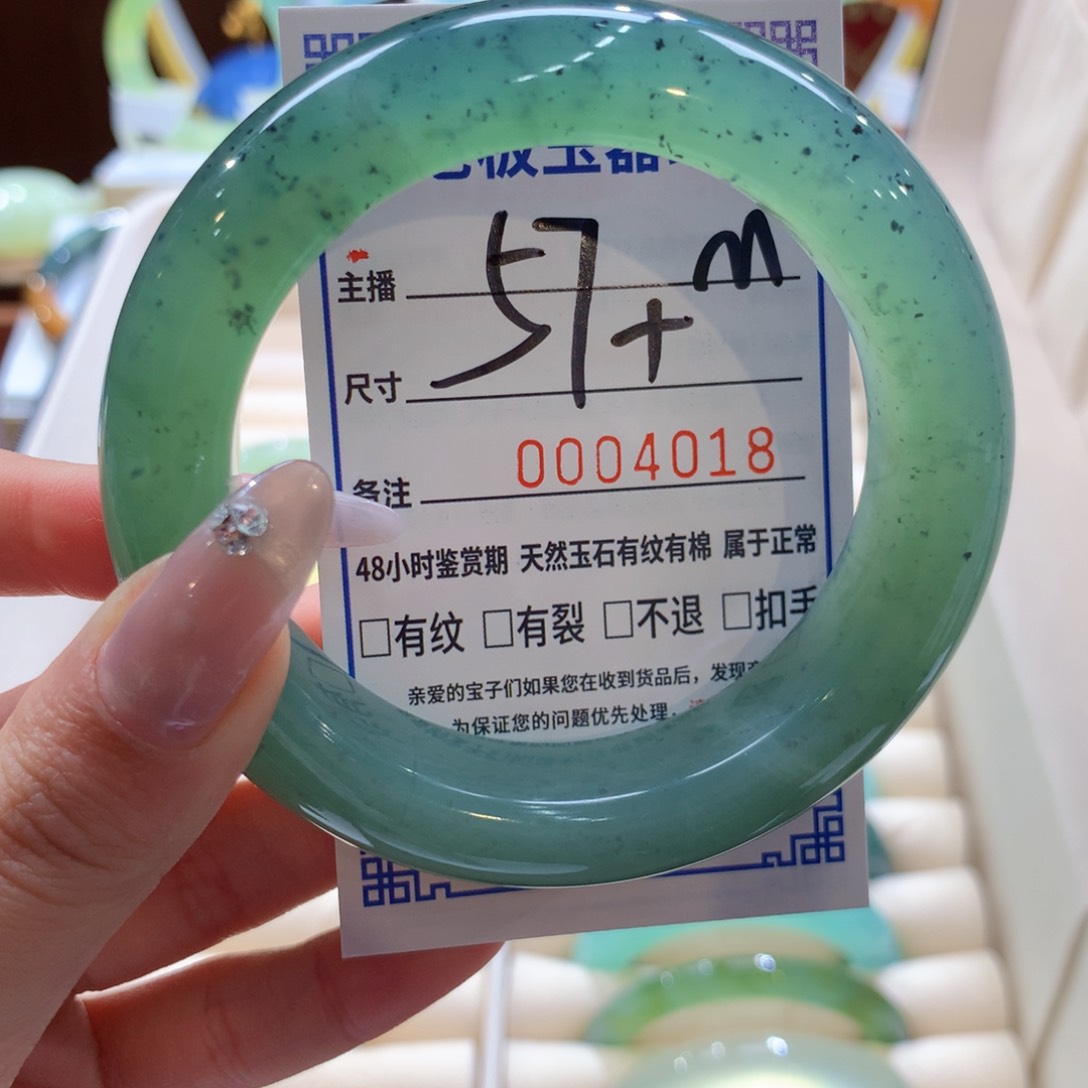 板玉器
主播 m
尺寸 57+
备注 0004018
48小时鉴赏期 天然玉石有纹有棉 属于正常
□有纹 □有裂 □不退 □扣手
亲爱的宝子们如果您在收到货品后，发现
为保证您的问题优先处理，